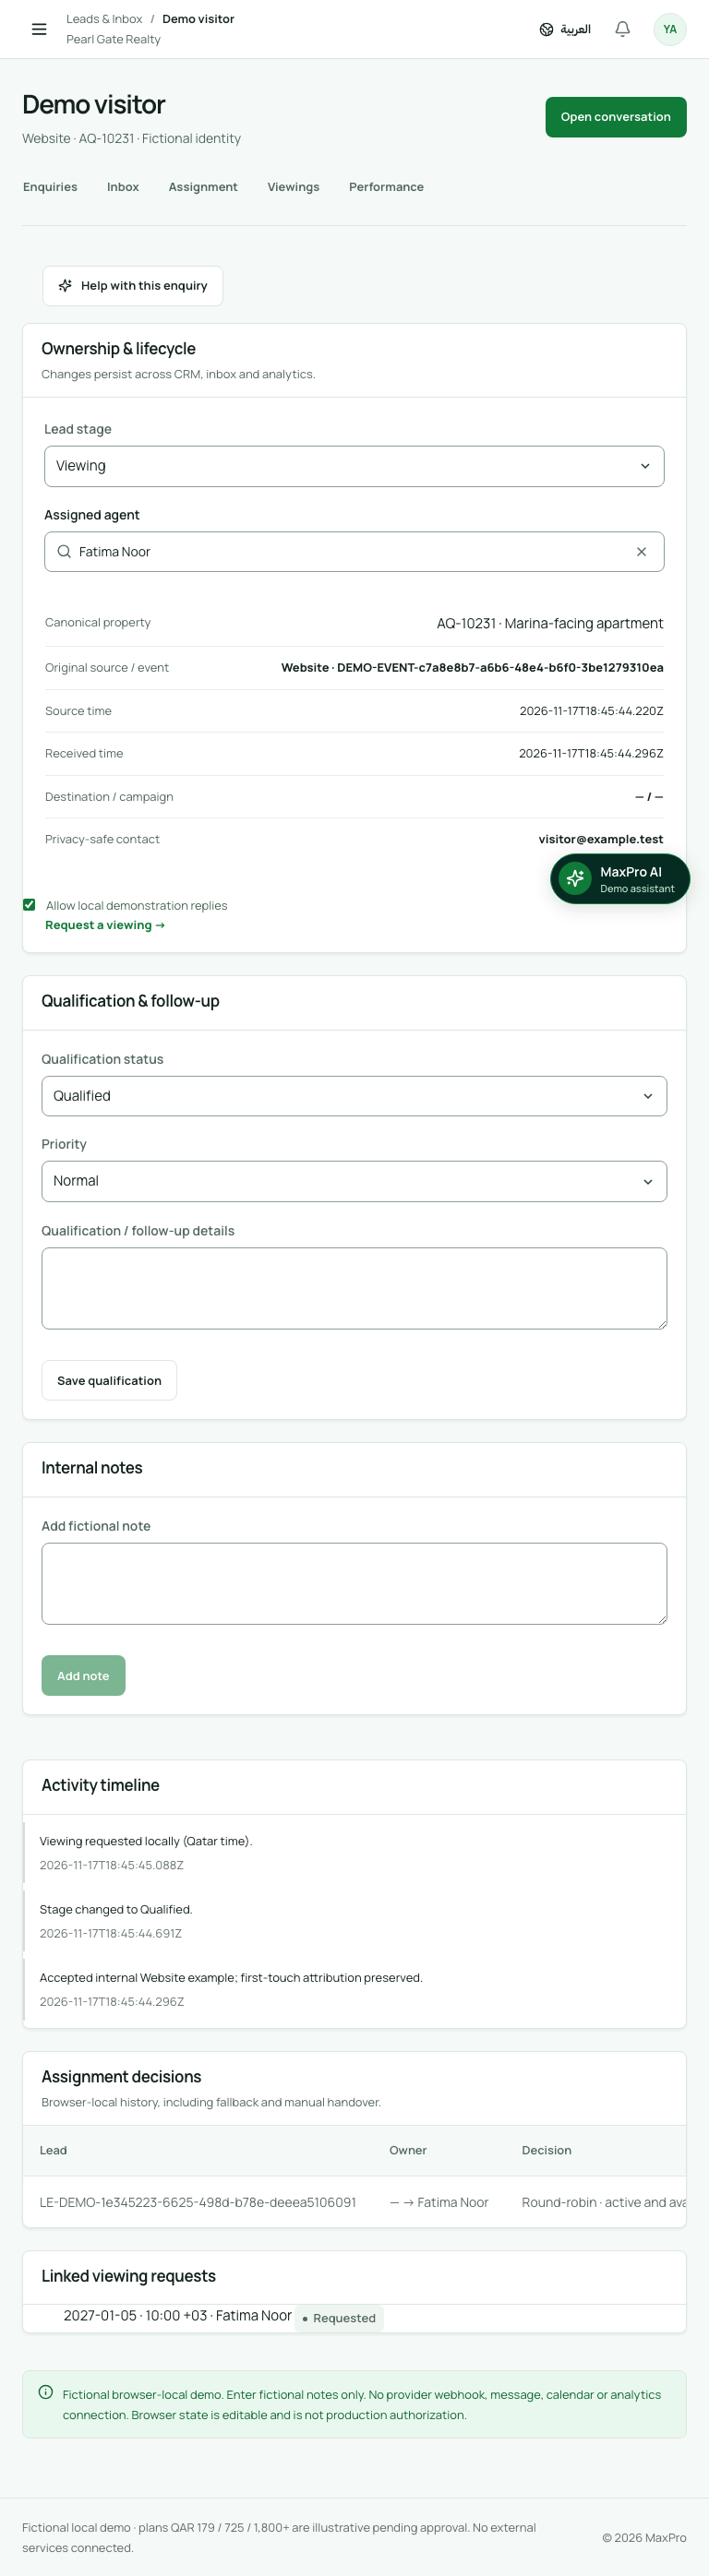 Leads & Inbox / Demo visitor
Pearl Gate Realty
العربية
YA
Demo visitor
Website · AQ-10231 · Fictional identity
Open conversation
Enquiries Inbox Assignment Viewings Performance
Help with this enquiry
Ownership & lifecycle
Changes persist across CRM, inbox and analytics.
Lead stage
Viewing
Assigned agent
Fatima Noor
Canonical property AQ-10231 · Marina-facing apartment
Original source / event Website · DEMO-EVENT-c7a8e8b7-a6b6-48e4-b6f0-3be1279310ea
Source time 2026-11-17T18:45:44.220Z
Received time 2026-11-17T18:45:44.296Z
Destination / campaign — / —
Privacy-safe contact visitor@example.test
MaxPro AI
Demo assistant
Allow local demonstration replies
Request a viewing →
Qualification & follow-up
Qualification status
Qualified
Priority
Normal
Qualification / follow-up details
Save qualification
Internal notes
Add fictional note
Add note
Activity timeline
Viewing requested locally (Qatar time).
2026-11-17T18:45:45.088Z
Stage changed to Qualified.
2026-11-17T18:45:44.691Z
Accepted internal Website example; first-touch attribution preserved.
2026-11-17T18:45:44.296Z
Assignment decisions
Browser-local history, including fallback and manual handover.
Lead Owner Decision
LE-DEMO-1e345223-6625-498d-b78e-deeea5106091 — → Fatima Noor Round-robin · active and ava
Linked viewing requests
2027-01-05 · 10:00 +03 · Fatima Noor Requested
Fictional browser-local demo. Enter fictional notes only. No provider webhook, message, calendar or analytics
connection. Browser state is editable and is not production authorization.
Fictional local demo · plans QAR 179 / 725 / 1,800+ are illustrative pending approval. No external
services connected.
© 2026 MaxPro